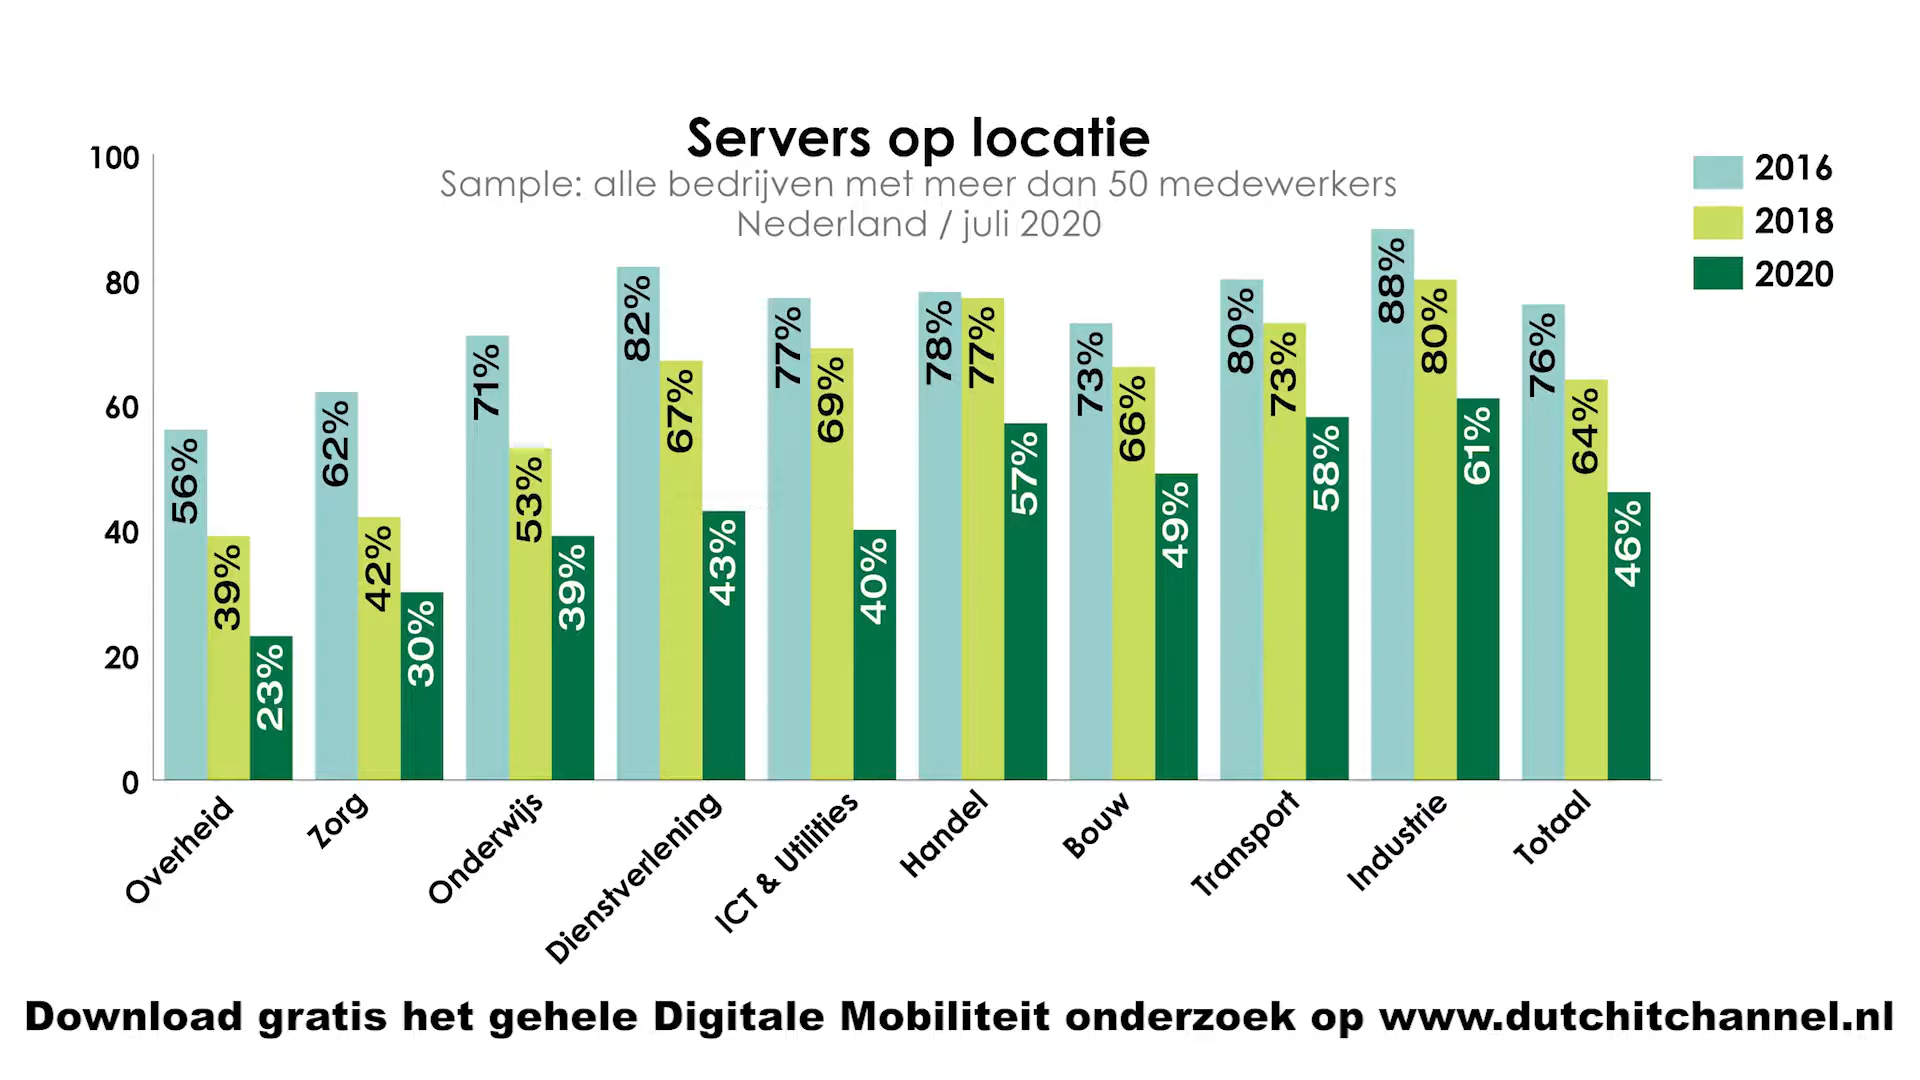 Servers op locatie
Sample: alle bedrijven met meer dan 50 medewerkers
Nederland / juli 2020
2016
2018
2020
100
80
60
40
20
0
56% 39% 23%
62% 42% 30%
71% 53% 39%
82% 67% 43%
77% 69% 40%
78% 77% 57%
73% 66% 49%
80% 73% 58%
88% 80% 61%
76% 64% 46%
Overheid
Zorg
Onderwijs
Dienstverlening
ICT & Utilities
Handel
Bouw
Transport
Industrie
Totaal
Download gratis het gehele Digitale Mobiliteit onderzoek op www.dutchitchannel.nl